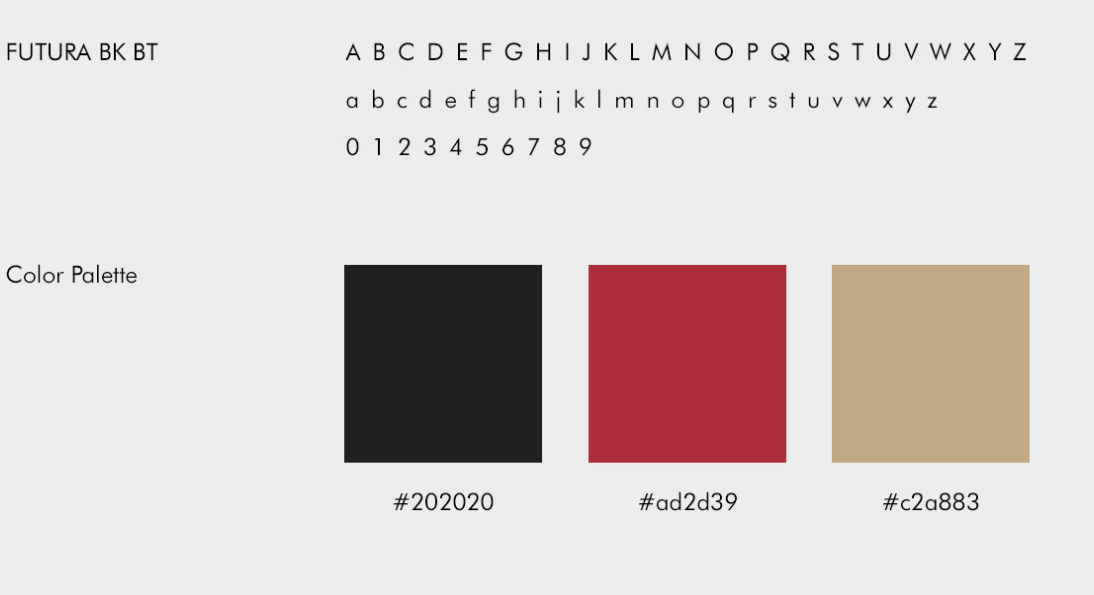 FUTURA BK BT
A B C D E F G H I J K L M N O P Q R S T U V W X Y Z
a b c d e f g h i j k l m n o p q r s t u v w x y z
0 1 2 3 4 5 6 7 8 9
Color Palette
#202020
#ad2d39
#c2a883